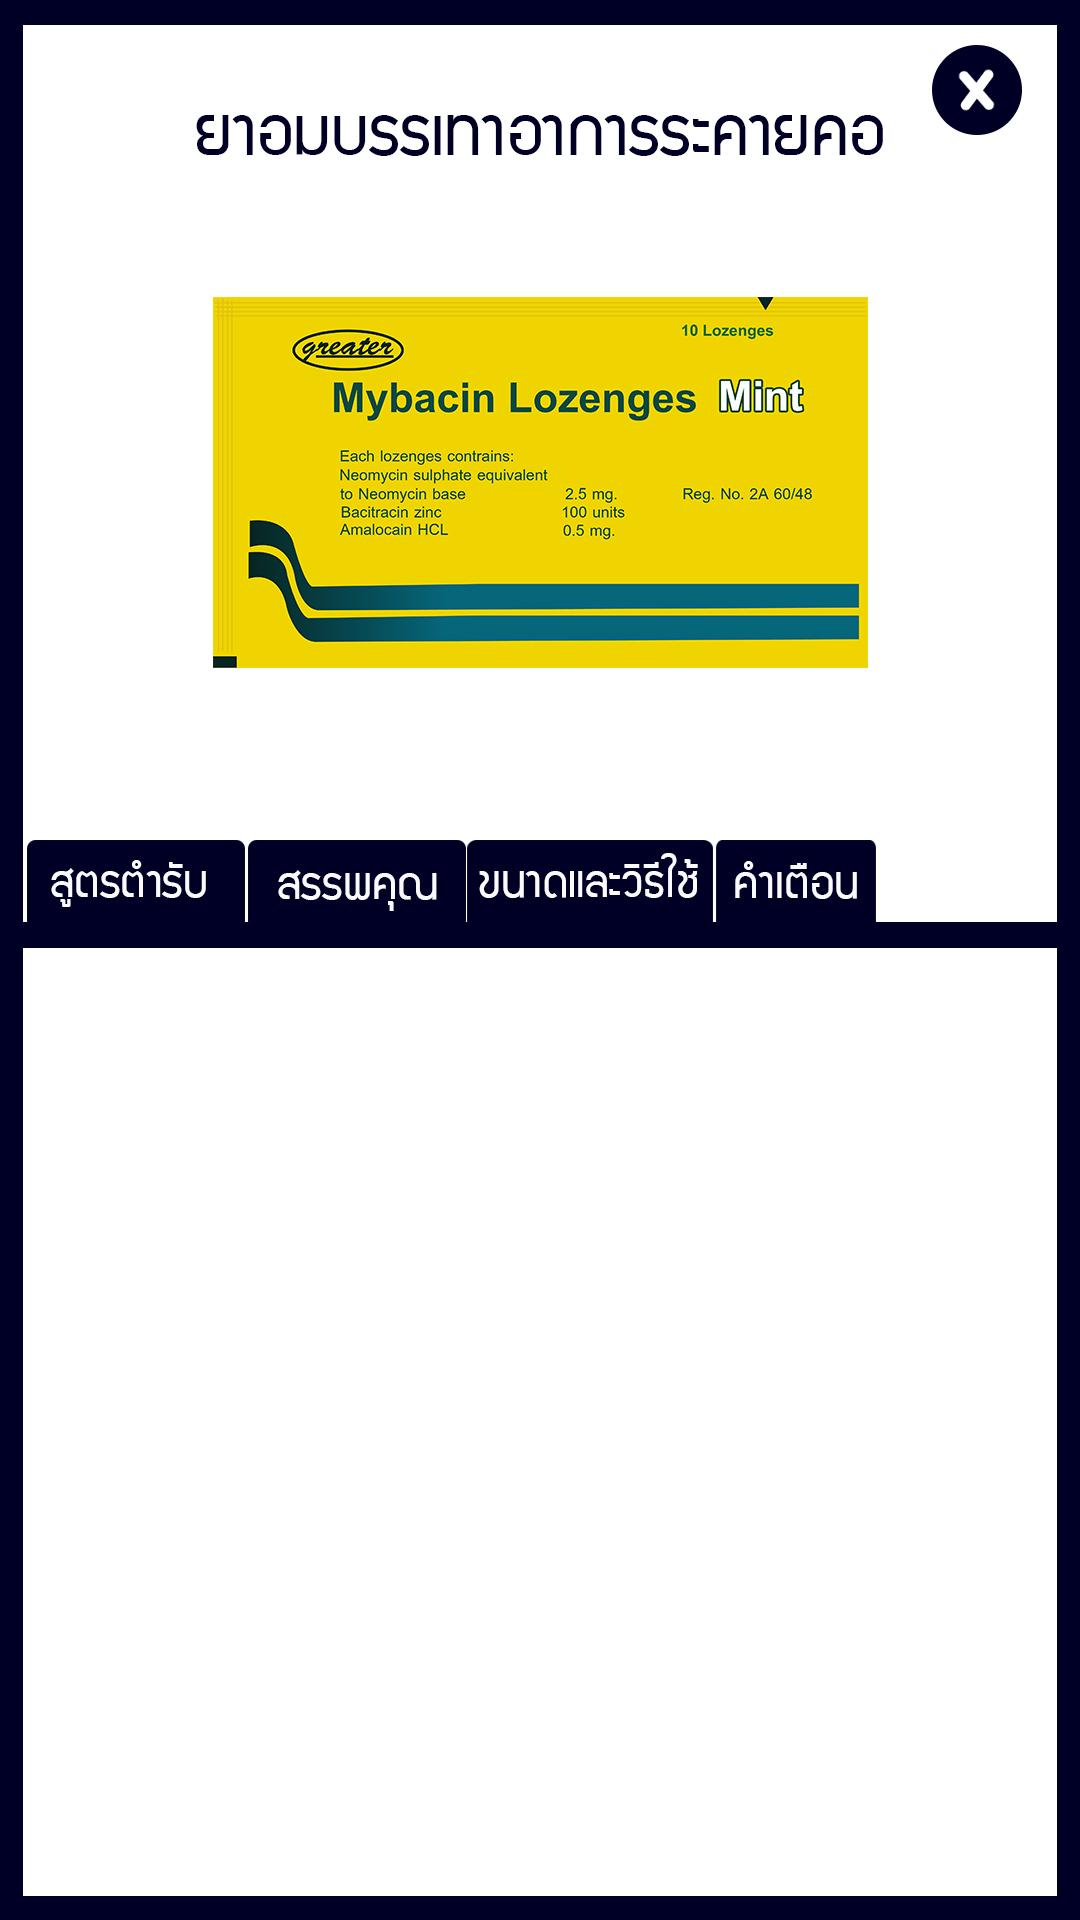 X
ยาอมบรรเทาอาการระคายคอ
10 Lozenges
greater
Mybacin Lozenges Mint
Each lozenges contrains:
Neomycin sulphate equivalent
to Neomycin base 2.5 mg. Reg. No. 2A 60/48
Bacitracin zinc 100 units
Amalocain HCL 0.5 mg.
สูตรตำรับ สรรพคุณ ขนาดและวิธีใช้ คำเตือน